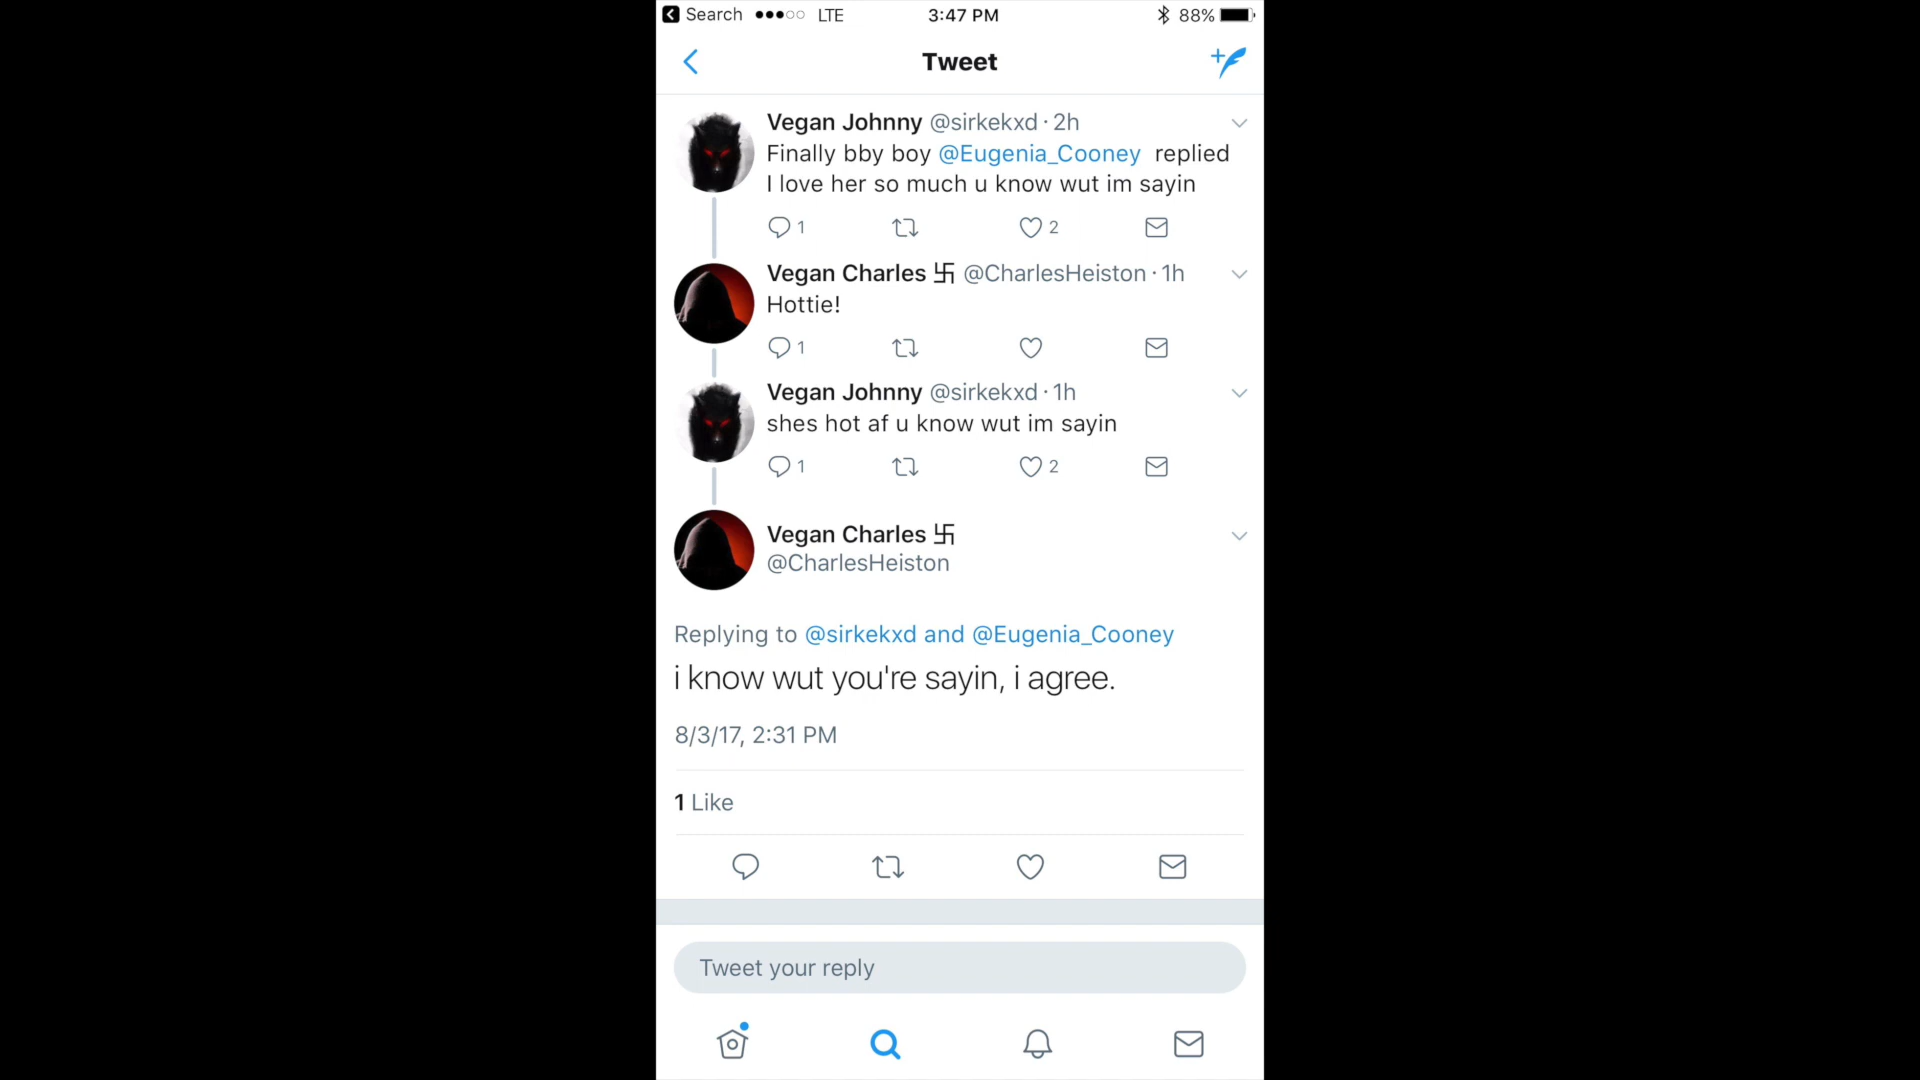 Search LTE 3:47 PM 88%
Tweet
Vegan Johnny @sirkekxd · 2h
Finally bby boy @Eugenia_Cooney replied
I love her so much u know wut im sayin
1 2
Vegan Charles 卐 @CharlesHeiston · 1h
Hottie!
1
Vegan Johnny @sirkekxd · 1h
shes hot af u know wut im sayin
1 2
Vegan Charles 卐
@CharlesHeiston
Replying to @sirkekxd and @Eugenia_Cooney
i know wut you're sayin, i agree.
8/3/17, 2:31 PM
1 Like
Tweet your reply